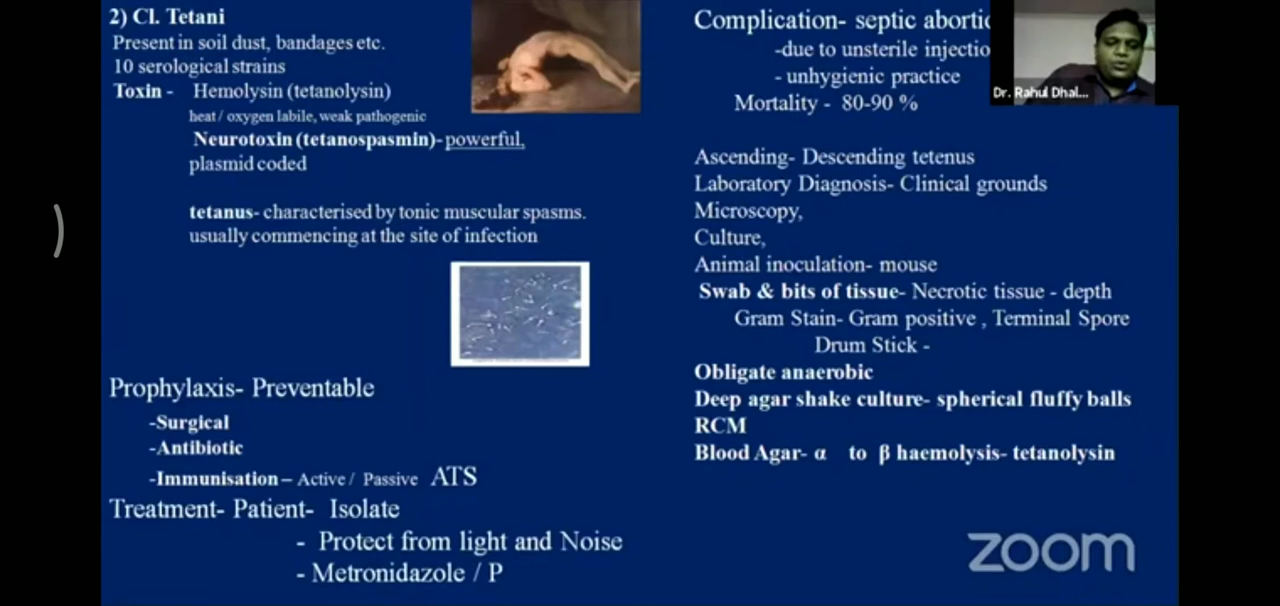 2) Cl. Tetani
Present in soil dust, bandages etc.
10 serological strains
Toxin - Hemolysin (tetanolysin)
heat / oxygen labile, weak pathogenic
Neurotoxin (tetanospasmin)- powerful,
plasmid coded
tetanus- characterised by tonic muscular spasms.
usually commencing at the site of infection
Prophylaxis- Preventable
-Surgical
-Antibiotic
-Immunisation – Active / Passive ATS
Treatment- Patient- Isolate
- Protect from light and Noise
- Metronidazole / P
Complication- septic abortic
-due to unsterile injectio
- unhygienic practice
Mortality - 80-90 %
Ascending- Descending tetenus
Laboratory Diagnosis- Clinical grounds
Microscopy,
Culture,
Animal inoculation- mouse
Swab & bits of tissue- Necrotic tissue - depth
Gram Stain- Gram positive , Terminal Spore
Drum Stick -
Obligate anaerobic
Deep agar shake culture- spherical fluffy balls
RCM
Blood Agar- α to β haemolysis- tetanolysin
Dr. Rahul Dhal...
zoom